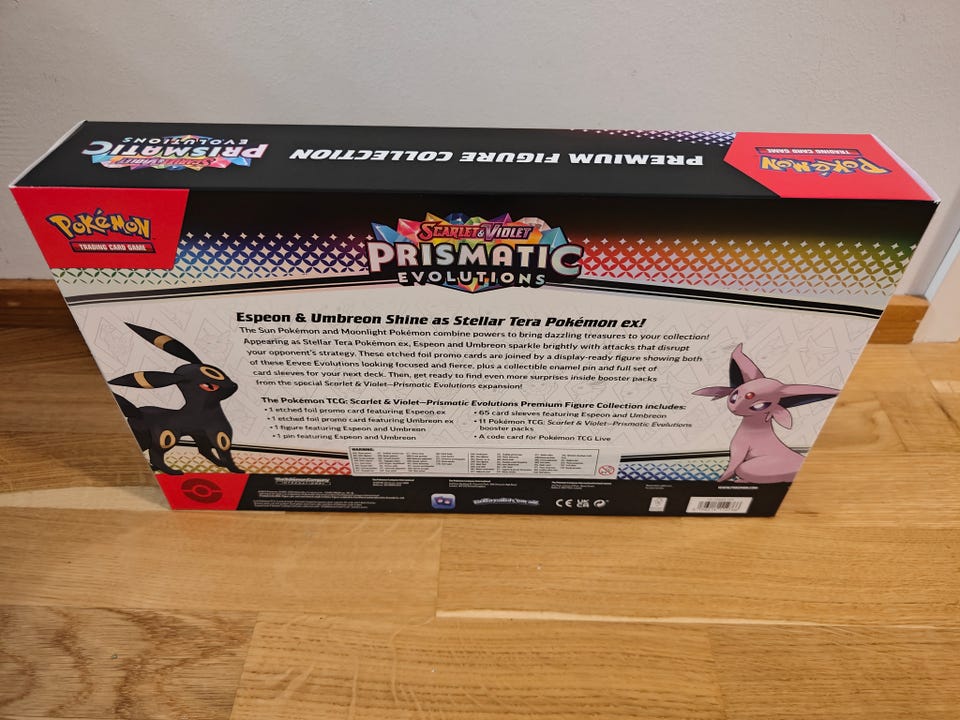 PREMIUM FIGURE COLLECTION
SCARLET & VIOLET
PRISMATIC
EVOLUTIONS
POKÉMON
TRADING CARD GAME
POKÉMON
TRADING CARD GAME
SCARLET & VIOLET
PRISMATIC
EVOLUTIONS
Espeon & Umbreon Shine as Stellar Tera Pokémon ex!
The Sun Pokémon and Moonlight Pokémon combine powers to bring dazzling treasures to your collection!
Appearing as Stellar Tera Pokémon ex, Espeon and Umbreon sparkle brightly with attacks that disrupt
your opponent's strategy. These etched foil promo cards are joined by a display-ready figure showing both
of these Eevee Evolutions looking focused and fierce, plus a collectible enamel pin and full set of
card sleeves for your next deck. Then, get ready to find even more surprises inside booster packs
from the special Scarlet & Violet—Prismatic Evolutions expansion!
The Pokémon TCG: Scarlet & Violet—Prismatic Evolutions Premium Figure Collection includes:
• 1 etched foil promo card featuring Espeon ex
• 1 etched foil promo card featuring Umbreon ex
• 1 figure featuring Espeon and Umbreon
• 1 pin featuring Espeon and Umbreon
• 65 card sleeves featuring Espeon and Umbreon
• 11 Pokémon TCG: Scarlet & Violet—Prismatic Evolutions
booster packs
• A code card for Pokémon TCG Live
WARNING:
CE UK CA